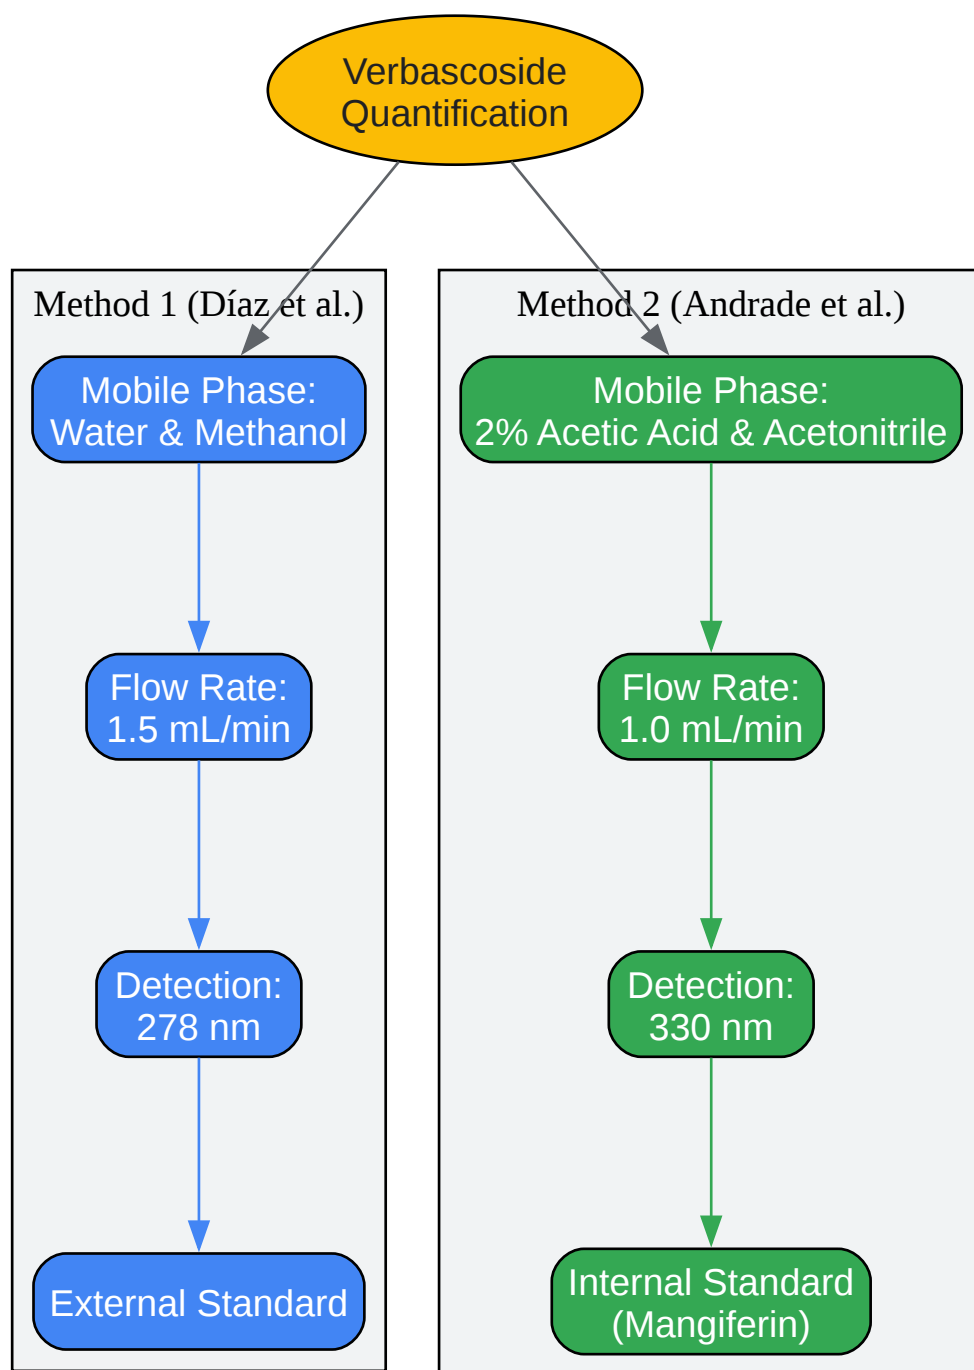 Verbascoside
Quantification
Method 1 (Díaz et al.)
Mobile Phase:
Water & Methanol
Flow Rate:
1.5 mL/min
Detection:
278 nm
External Standard
Method 2 (Andrade et al.)
Mobile Phase:
2% Acetic Acid & Acetonitrile
Flow Rate:
1.0 mL/min
Detection:
330 nm
Internal Standard
(Mangiferin)